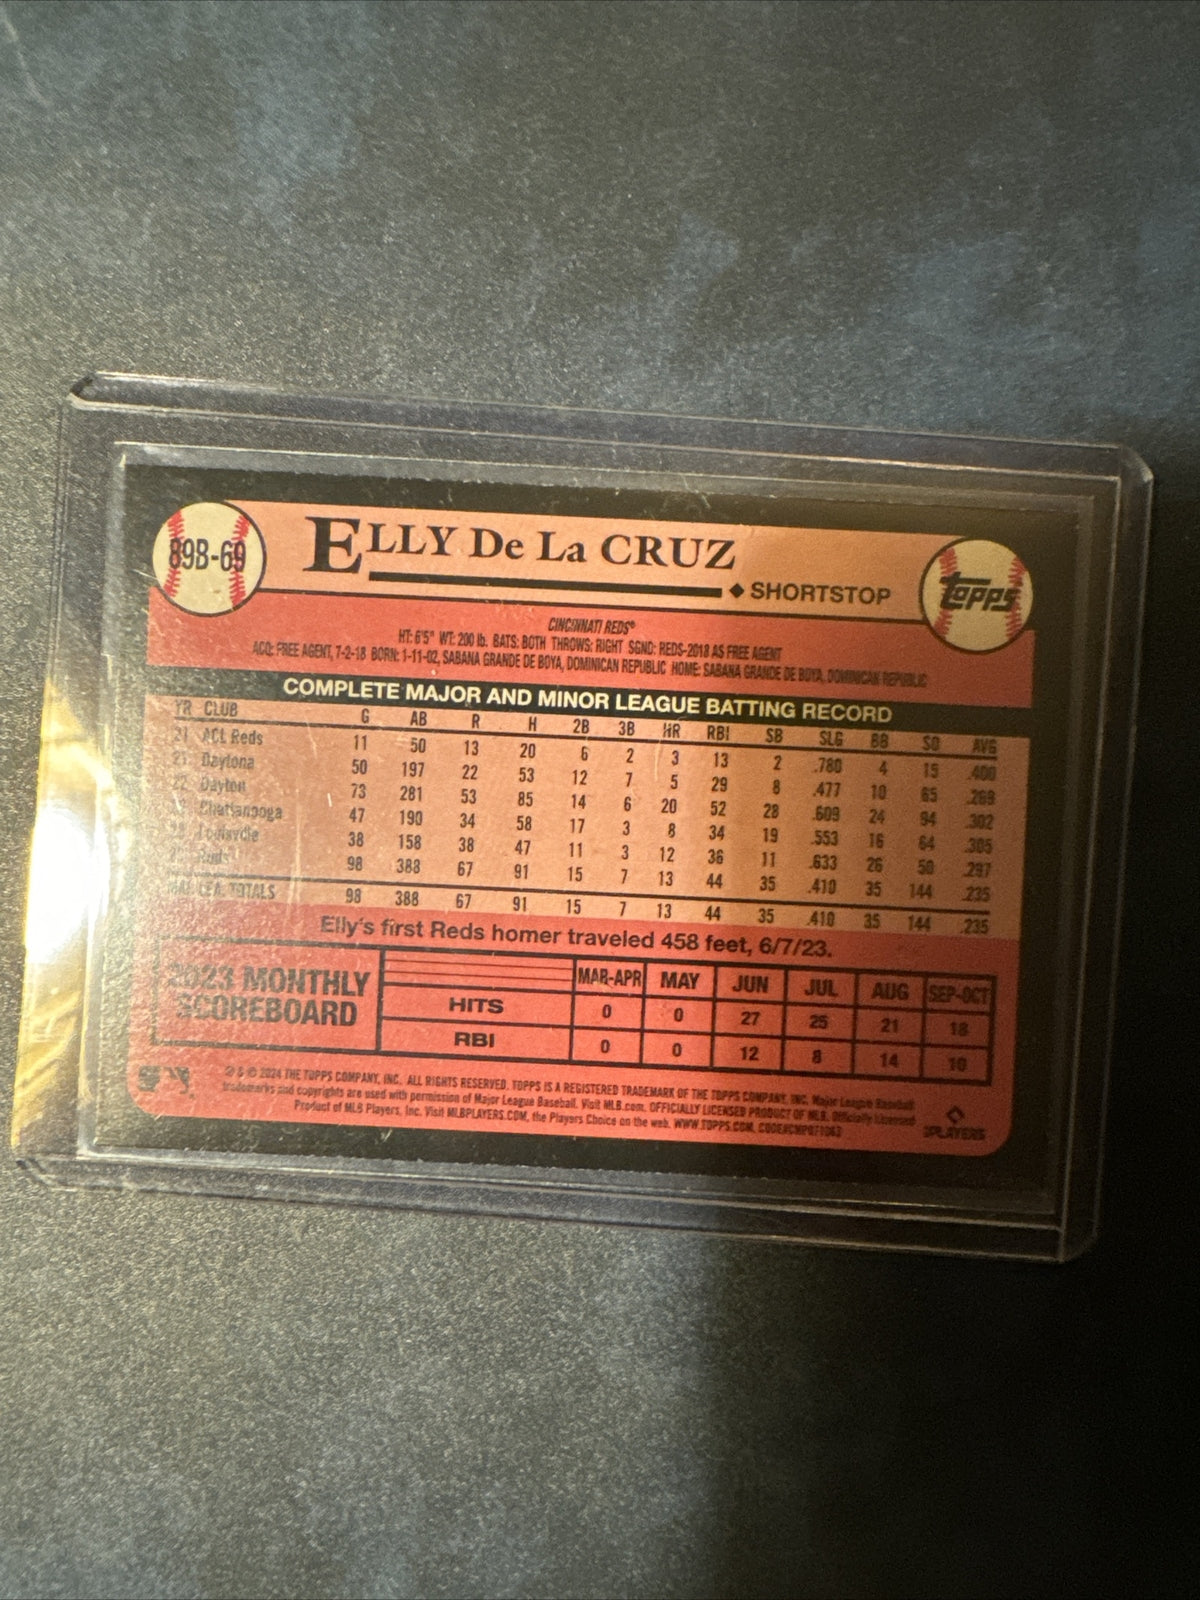 89B-69
ELLY De La CRUZ
SHORTSTOP
topps
CINCINNATI REDS®
HT: 6'5" WT: 200 lb. BATS: BOTH THROWS: RIGHT SGND: REDS-2018 AS FREE AGENT
ACQ: FREE AGENT, 7-2-18 BORN: 1-11-02, SABANA GRANDE DE BOYA, DOMINICAN REPUBLIC HOME: SABANA GRANDE DE BOYA, DOMINICAN REPUBLIC
COMPLETE MAJOR AND MINOR LEAGUE BATTING RECORD
YR CLUB G AB R H 2B 3B HR RBI SB SLG BB SO AVG
21 ACL Reds 11 50 13 20 6 2 3 13 2 .780 4 15 .400
21 Daytona 50 197 22 53 12 7 5 29 8 .477 10 65 .269
22 Dayton 73 281 53 85 14 6 20 52 28 .609 24 94 .302
Chattanooga 47 190 34 58 17 3 8 34 19 .553 16 64 .305
Louisville 38 158 38 47 11 3 12 36 11 .633 26 50 .297
Reds 98 388 67 91 15 7 13 44 35 .410 35 144 .235
MAJ. LEA. TOTALS 98 388 67 91 15 7 13 44 35 .410 35 144 .235
Elly's first Reds homer traveled 458 feet, 6/7/23.
2023 MONTHLY SCOREBOARD
MAR-APR MAY JUN JUL AUG SEP-OCT
HITS 0 0 27 25 21 18
RBI 0 0 12 8 14 10
® & © 2024 THE TOPPS COMPANY, INC. ALL RIGHTS RESERVED. TOPPS IS A REGISTERED TRADEMARK OF THE TOPPS COMPANY, INC. Major League Baseball
trademarks and copyrights are used with permission of Major League Baseball. Visit MLB.com. OFFICIALLY LICENSED PRODUCT OF MLB. Officially Licensed
Product of MLB Players, Inc. Visit MLBPLAYERS.COM, the Players Choice on the web. WWW.TOPPS.COM. CODE#CMP071063
PLAYERS